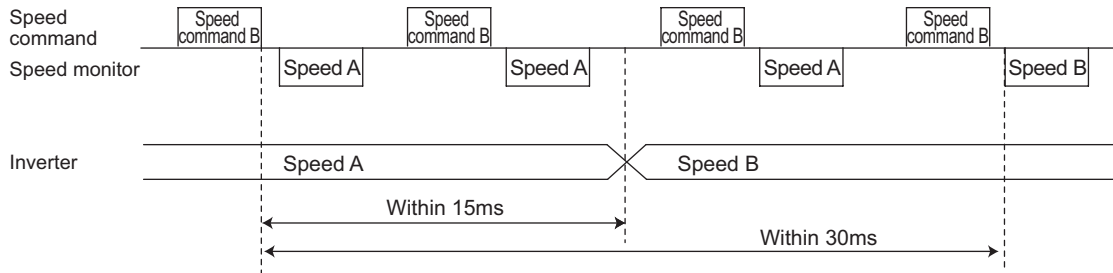 Speed
command
Speed
command B
Speed
command B
Speed
command B
Speed
command B
Speed monitor
Speed A
Speed A
Speed A
Speed B
Inverter
Speed A
Speed B
Within 15ms
Within 30ms